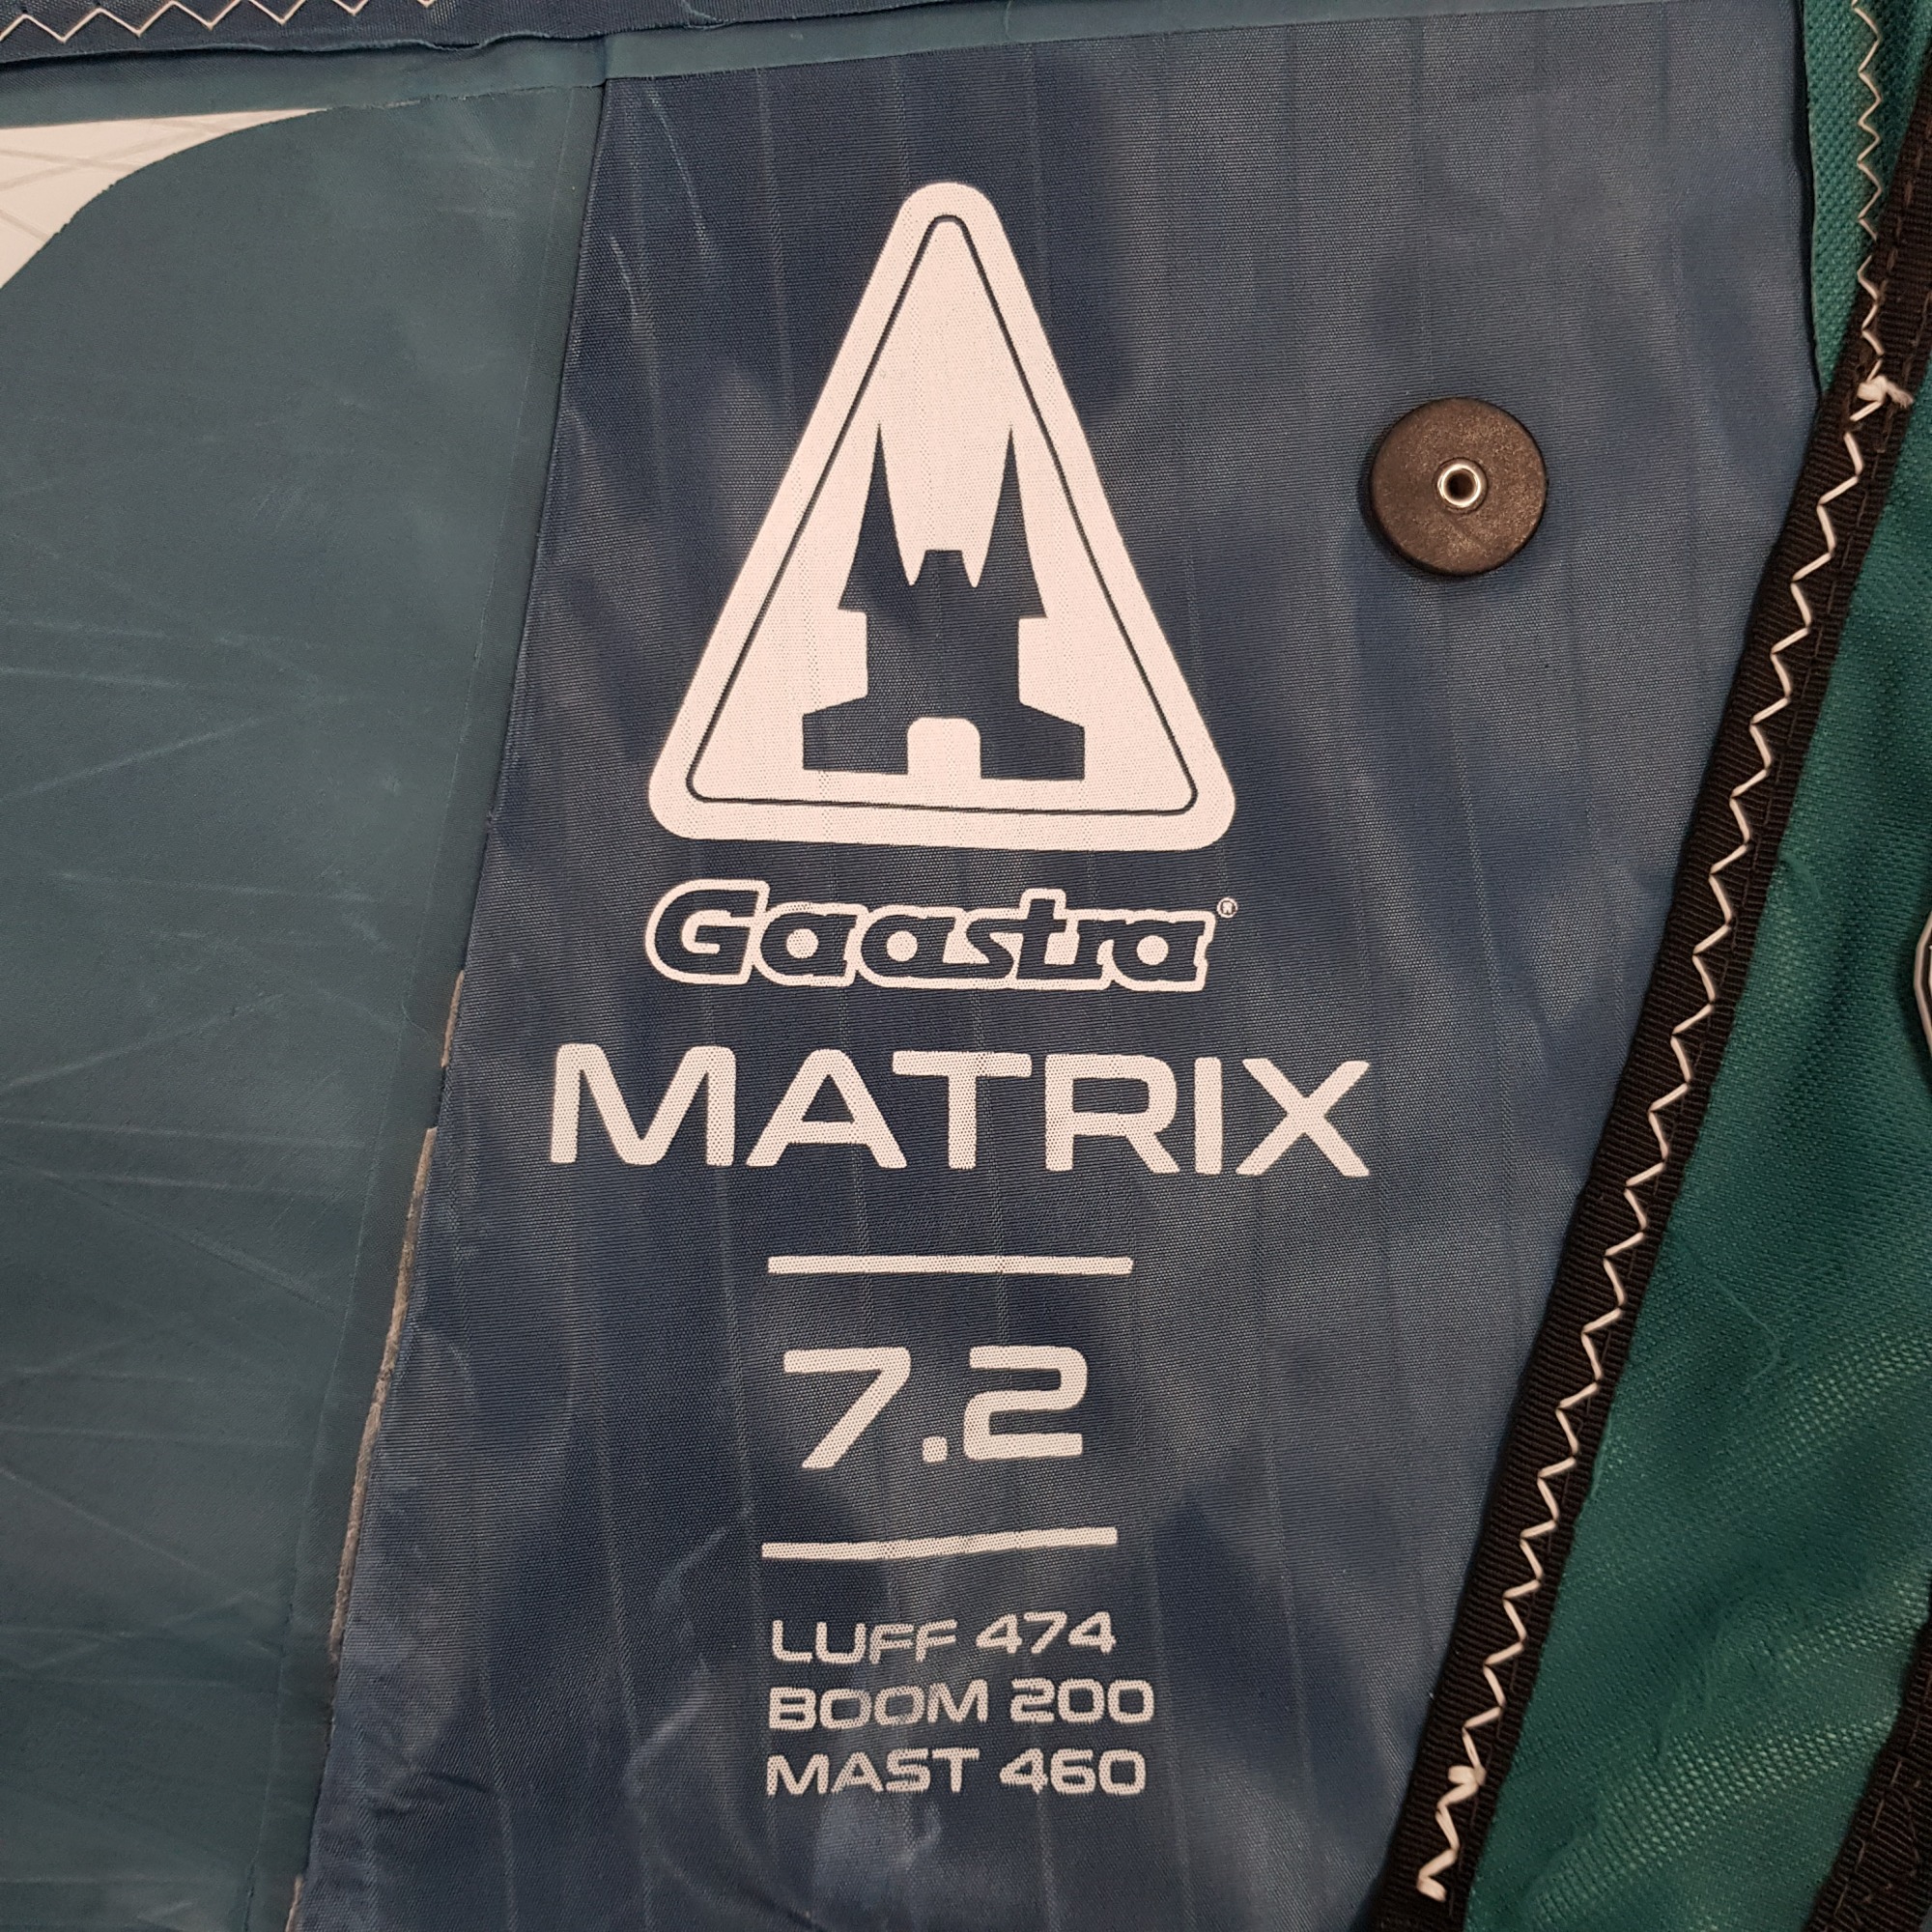 Gaastra®
MATRIX
7.2
LUFF 474
BOOM 200
MAST 460